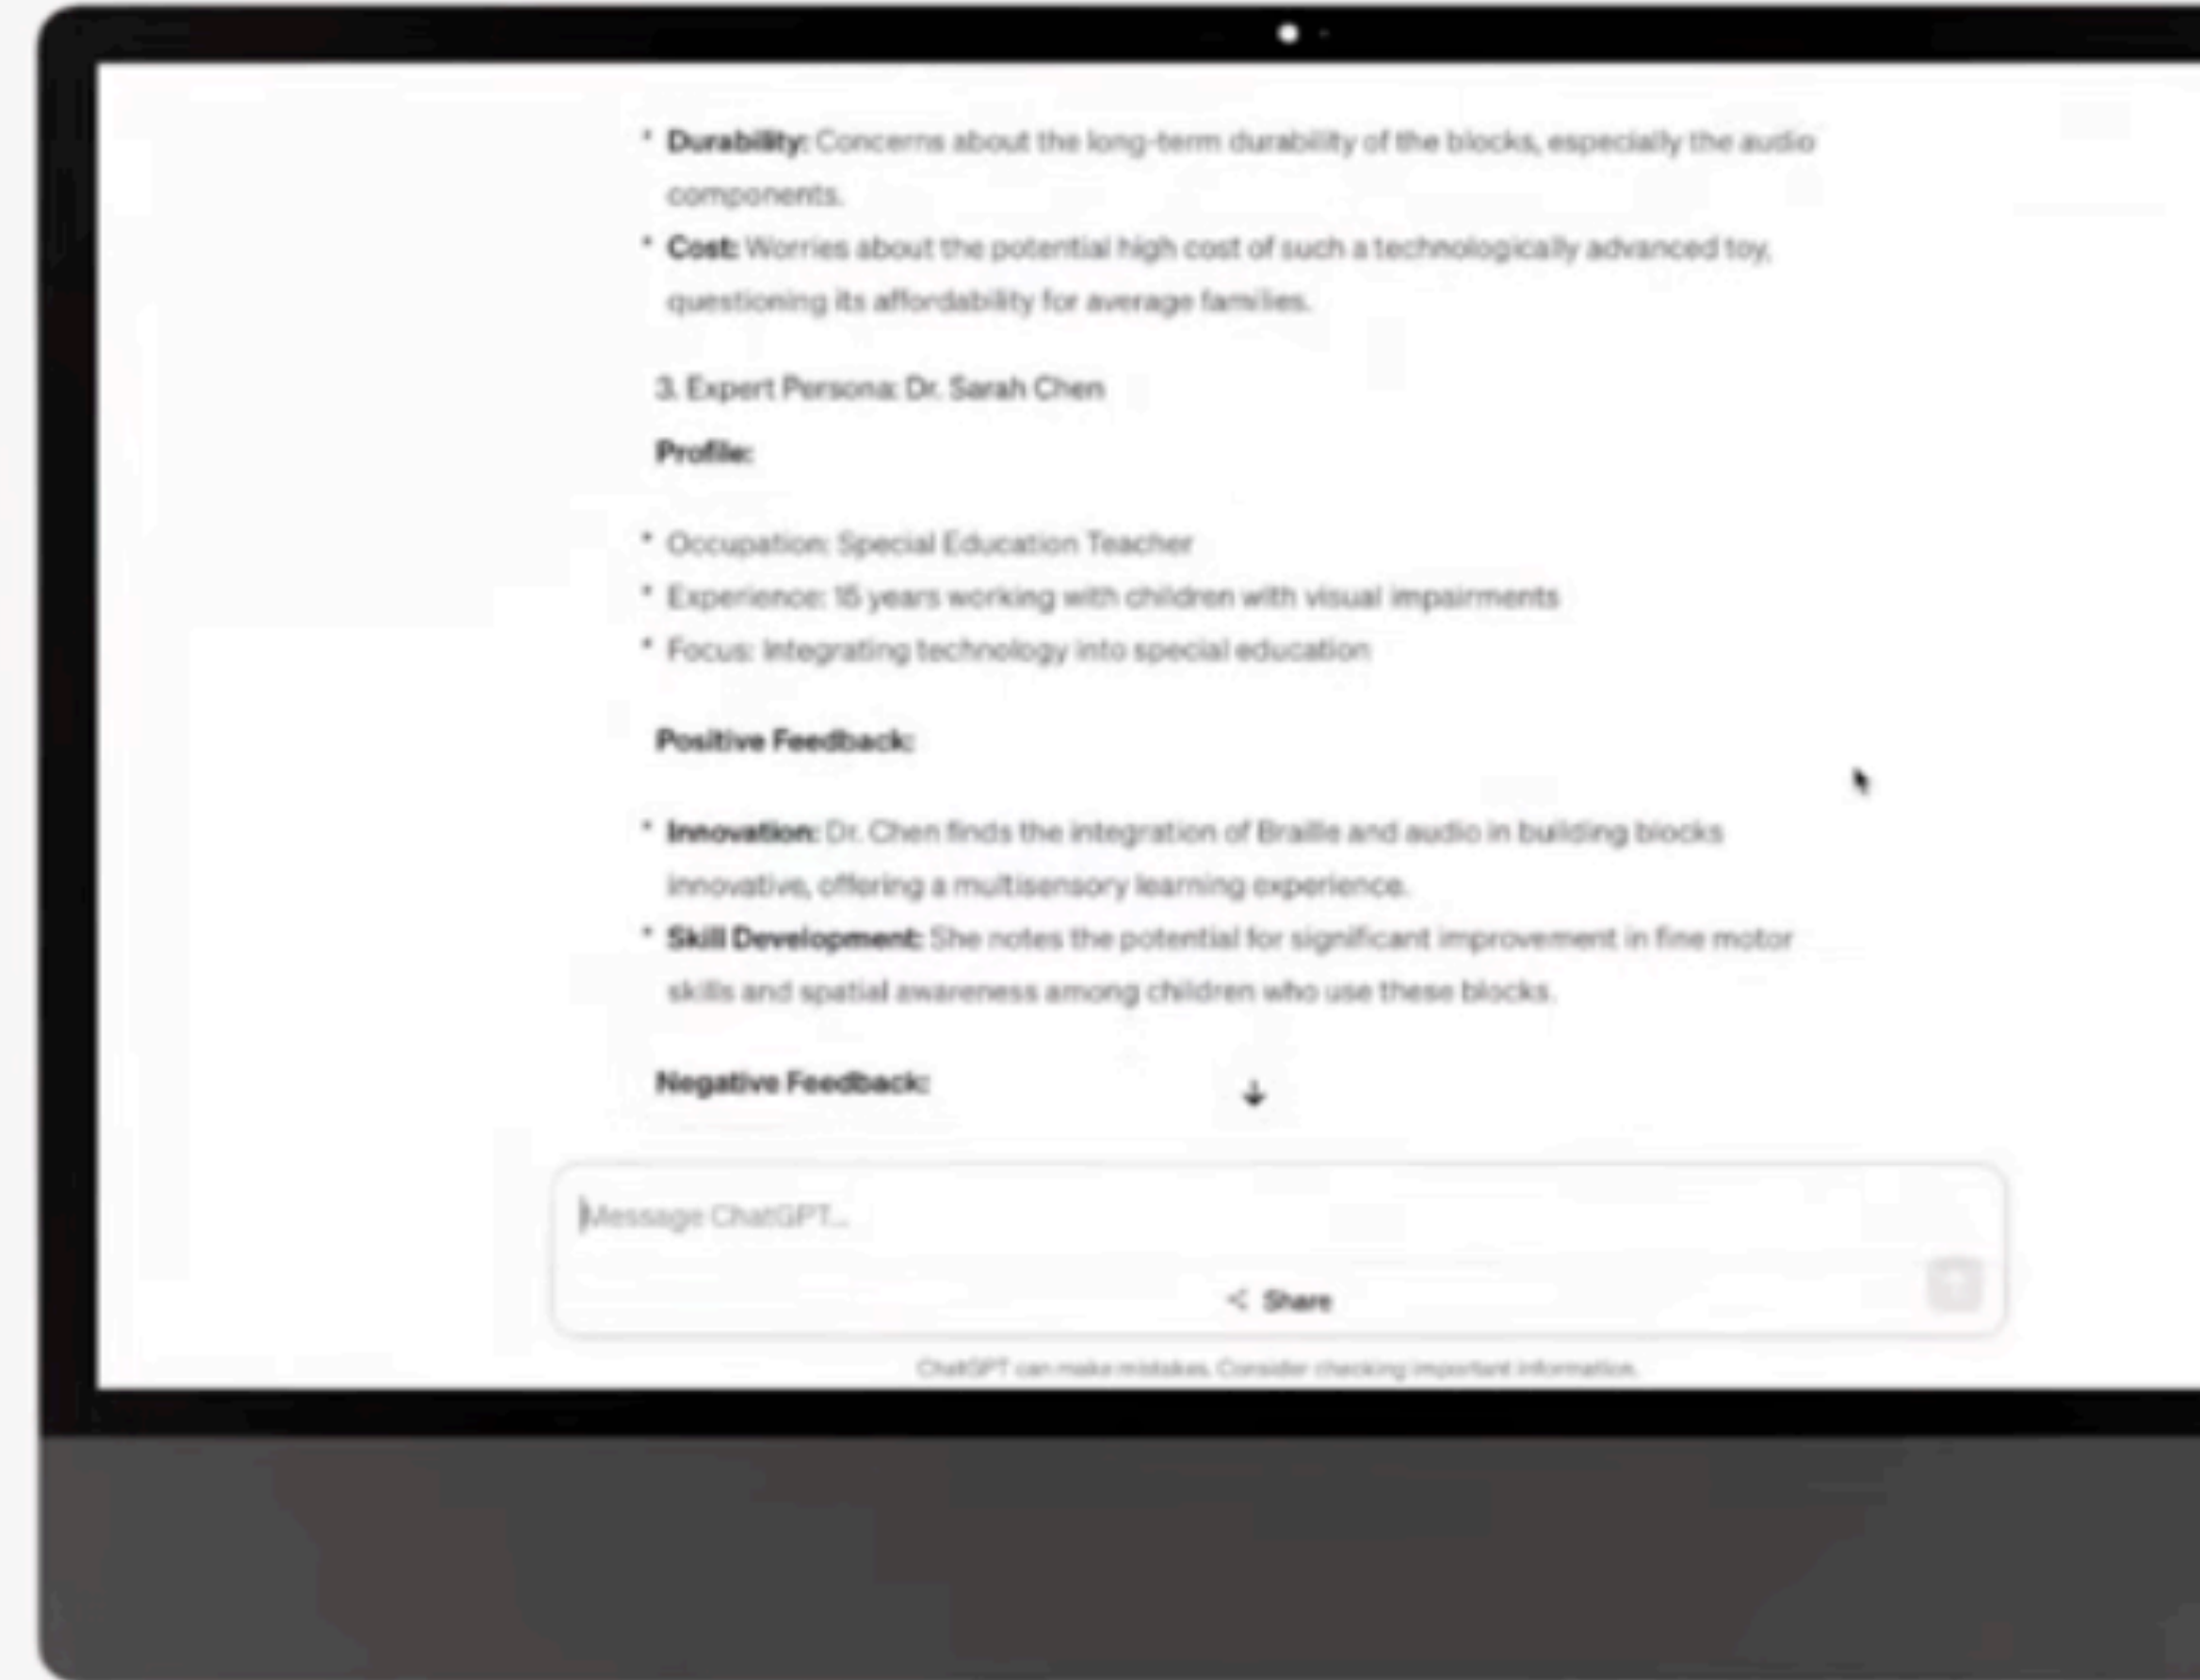 • Durability: Concerns about the long-term durability of the blocks, especially the audio
components.
• Cost: Worries about the potential high cost of such a technologically advanced toy,
questioning its affordability for average families.
3. Expert Persona: Dr. Sarah Chen
Profile:
• Occupation: Special Education Teacher
• Experience: 15 years working with children with visual impairments
• Focus: Integrating technology into special education
Positive Feedback:
• Innovation: Dr. Chen finds the integration of Braille and audio in building blocks
innovative, offering a multisensory learning experience.
• Skill Development: She notes the potential for significant improvement in fine motor
skills and spatial awareness among children who use these blocks.
Negative Feedback:
Message ChatGPT...
Share
ChatGPT can make mistakes. Consider checking important information.